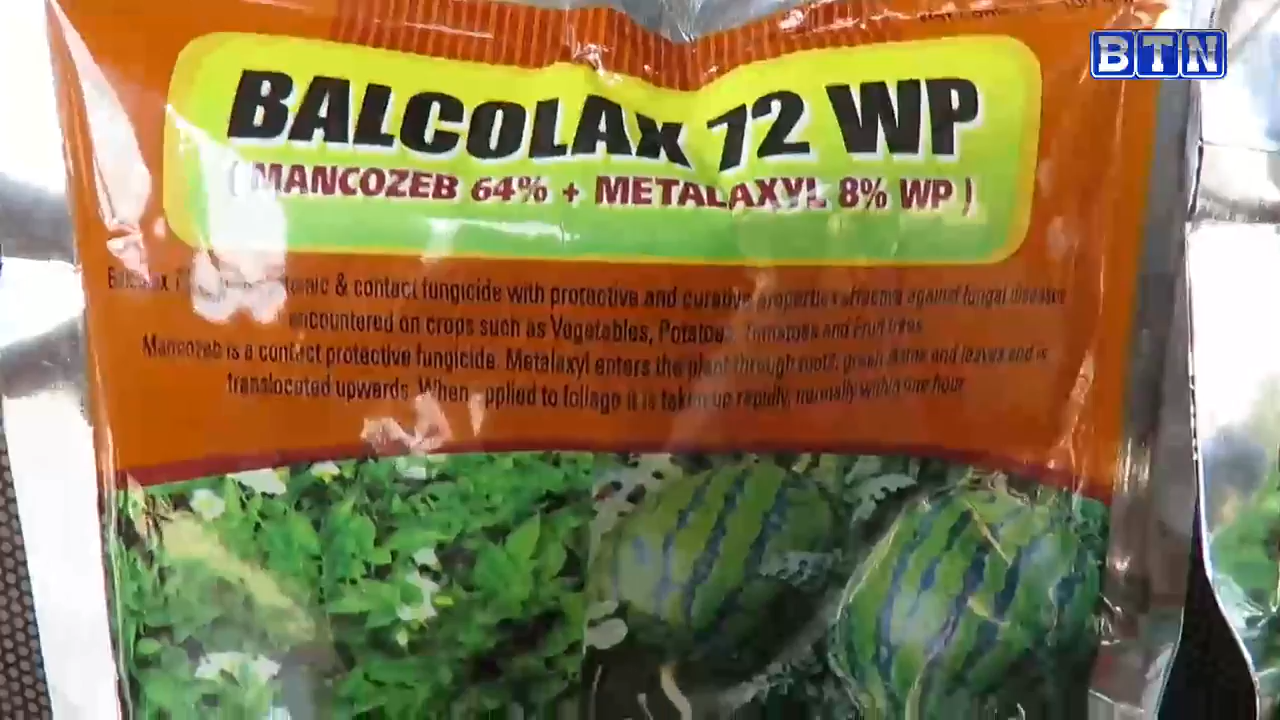 BTN
BALCOLAX 72 WP
( MANCOZEB 64% + METALAXYL 8% WP )
& contact fungicide with protective and curative properties against fungal diseases
encountered on crops such as Vegetables, Potatoes, Tomatoes and Fruit trees
Mancozeb is a contact protective fungicide. Metalaxyl enters the plant through roots, green stems and leaves and is
translocated upwards. When applied to foliage it is taken up rapidly, normally within one hour